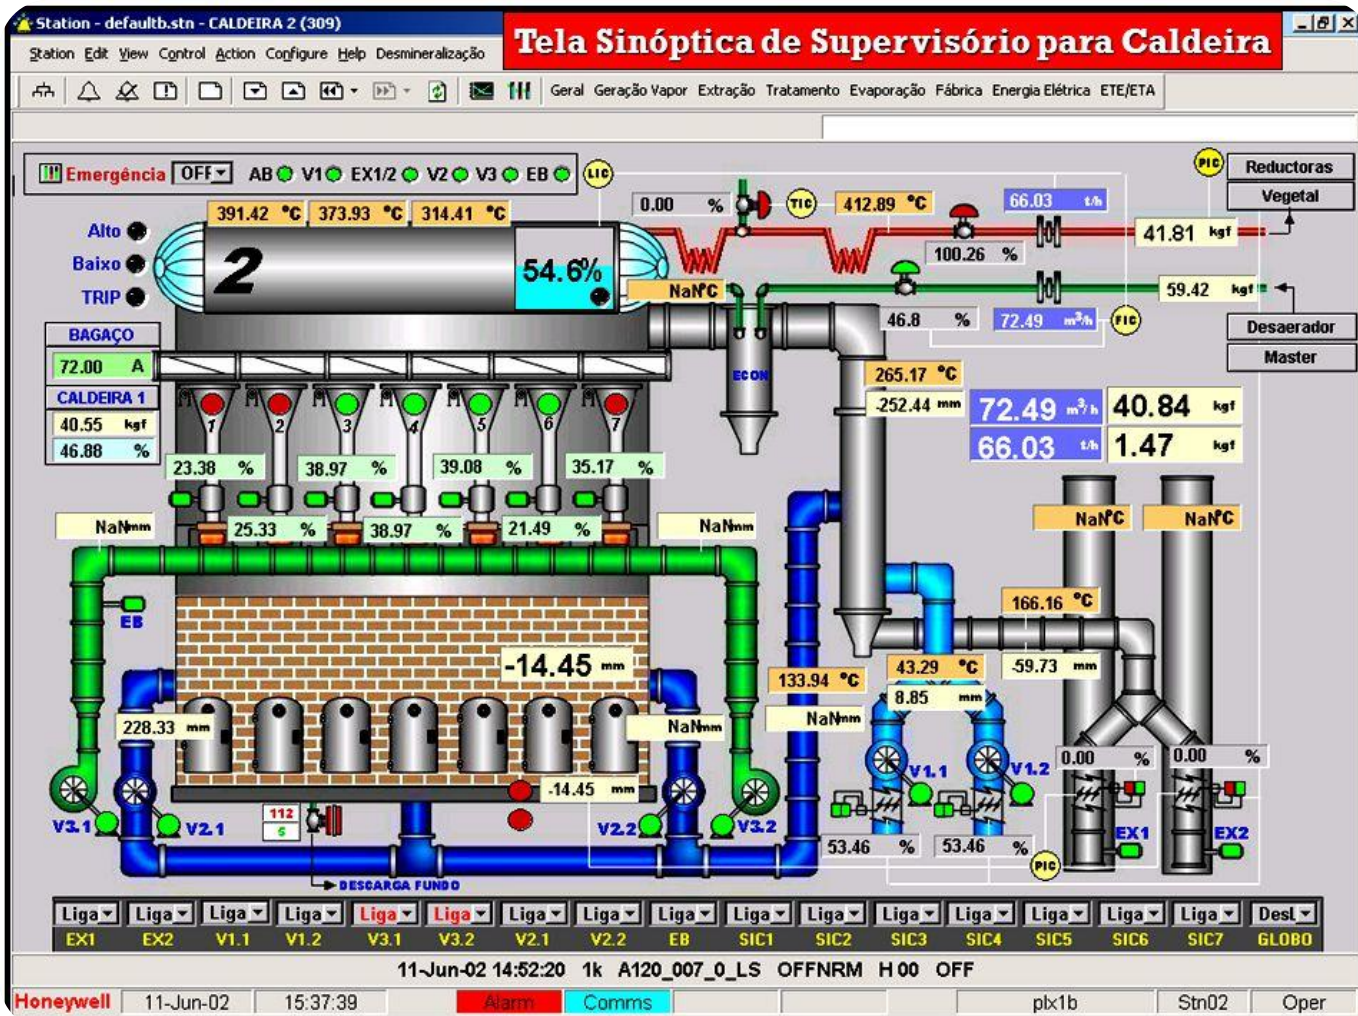 Station - defaultb.stn - CALDEIRA 2 (309)
Tela Sinóptica de Supervisório para Caldeira
Station Edit View Control Action Configure Help Desmineralização
Geral Geração Vapor Extração Tratamento Evaporação Fábrica Energia Elétrica ETE/ETA
Emergência OFF AB V1 EX1/2 V2 V3 EB LIC
PIC Reductoras
Vegetal
391.42 °C 373.93 °C 314.41 °C
0.00 % TIC 412.89 °C 66.03 t/h
Alto
Baixo
TRIP
2
54.6%
100.26 % 41.81 kgf
NaN°C
59.42 kgf
46.8 % 72.49 m³/h FIC
Desaerador
Master
BAGAÇO
72.00 A
CALDEIRA 1
40.55 kgf
46.88 %
ECON
265.17 °C
-252.44 mm
72.49 m³/h 40.84 kgf
66.03 t/h 1.47 kgf
1 2 3 4 5 6 7
23.38 % 38.97 % 39.08 % 35.17 %
25.33 % 38.97 % 21.49 %
NaNmm NaNmm
NaN°C NaN°C
EB
166.16 °C
-59.73 mm
-14.45 mm
133.94 °C
NaNmm
43.29 °C
8.85 mm
228.33 mm
NaNmm
0.00 % 0.00 %
V1.1 V1.2
-14.45 mm
112
5
V3.1 V2.1 V2.2 V3.2
EX1 EX2
53.46 % 53.46 % PIC
DESCARGA FUNDO
Liga Liga Liga Liga Liga Liga Liga Liga Liga Liga Liga Liga Liga Liga Liga Liga Desl
EX1 EX2 V1.1 V1.2 V3.1 V3.2 V2.1 V2.2 EB SIC1 SIC2 SIC3 SIC4 SIC5 SIC6 SIC7 GLOBO
11-Jun-02 14:52:20 1k A120_007_0_LS OFFNRM H 00 OFF
Honeywell 11-Jun-02 15:37:39 Alarm Comms plx1b Stn02 Oper